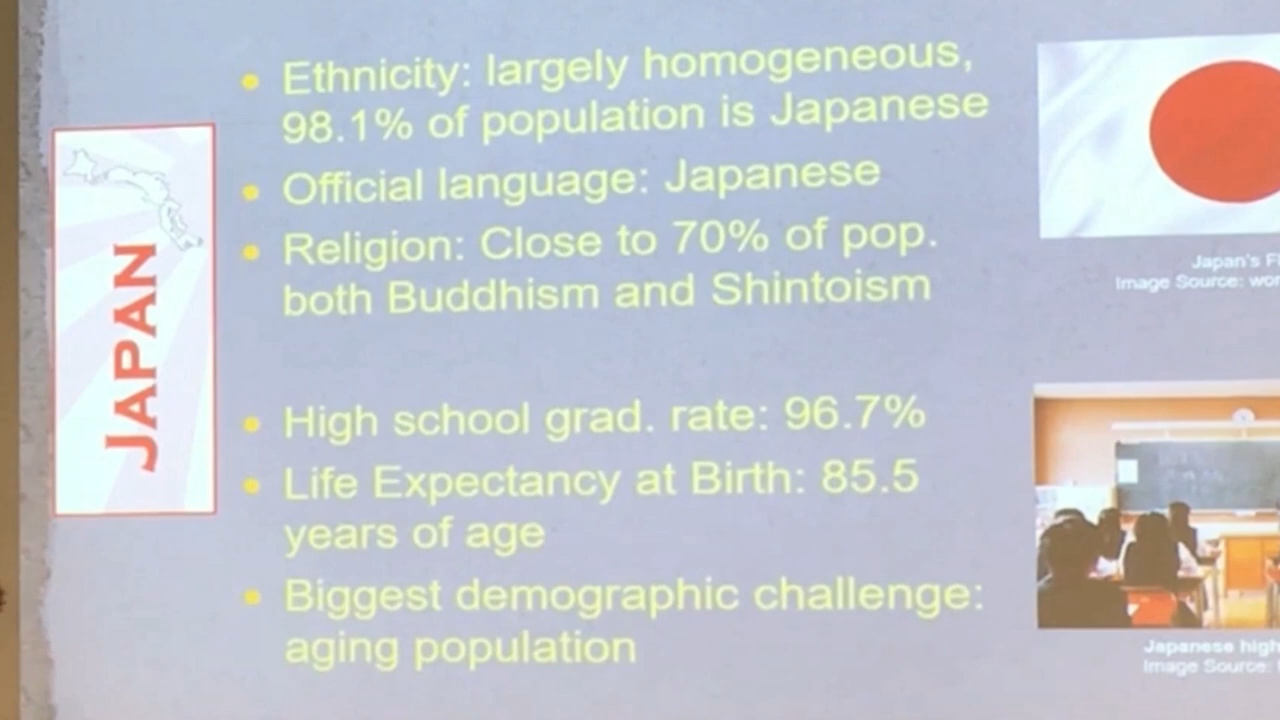 JAPAN
• Ethnicity: largely homogeneous,
98.1% of population is Japanese
• Official language: Japanese
• Religion: Close to 70% of pop.
both Buddhism and Shintoism
• High school grad. rate: 96.7%
• Life Expectancy at Birth: 85.5
years of age
• Biggest demographic challenge:
aging population
Japan's
Image Source:
Japanese high
Image Source: